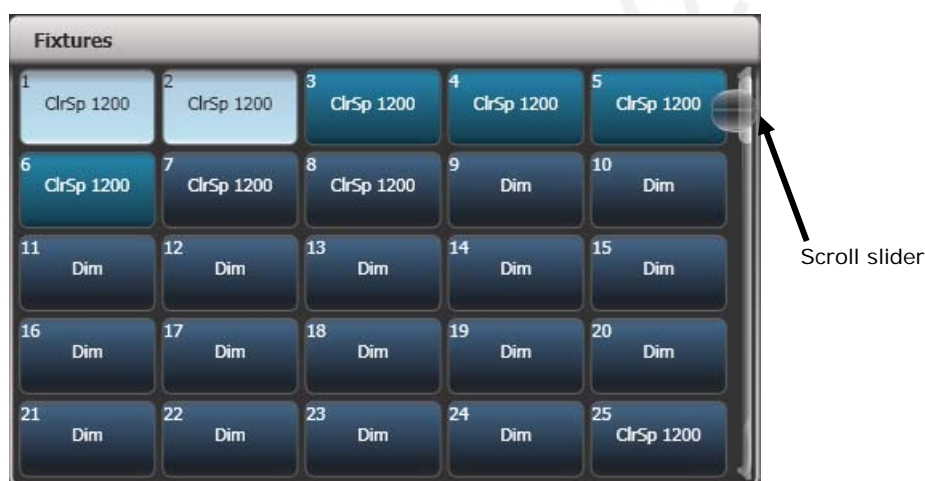 Fixtures
1 2 3 4 5
ClrSp 1200 ClrSp 1200 ClrSp 1200 ClrSp 1200 ClrSp 1200
6 7 8 9 10
ClrSp 1200 ClrSp 1200 ClrSp 1200 Dim Dim
11 12 13 14 15
Dim Dim Dim Dim Dim
Scroll slider
16 17 18 19 20
Dim Dim Dim Dim Dim
21 22 23 24 25
Dim Dim Dim Dim ClrSp 1200